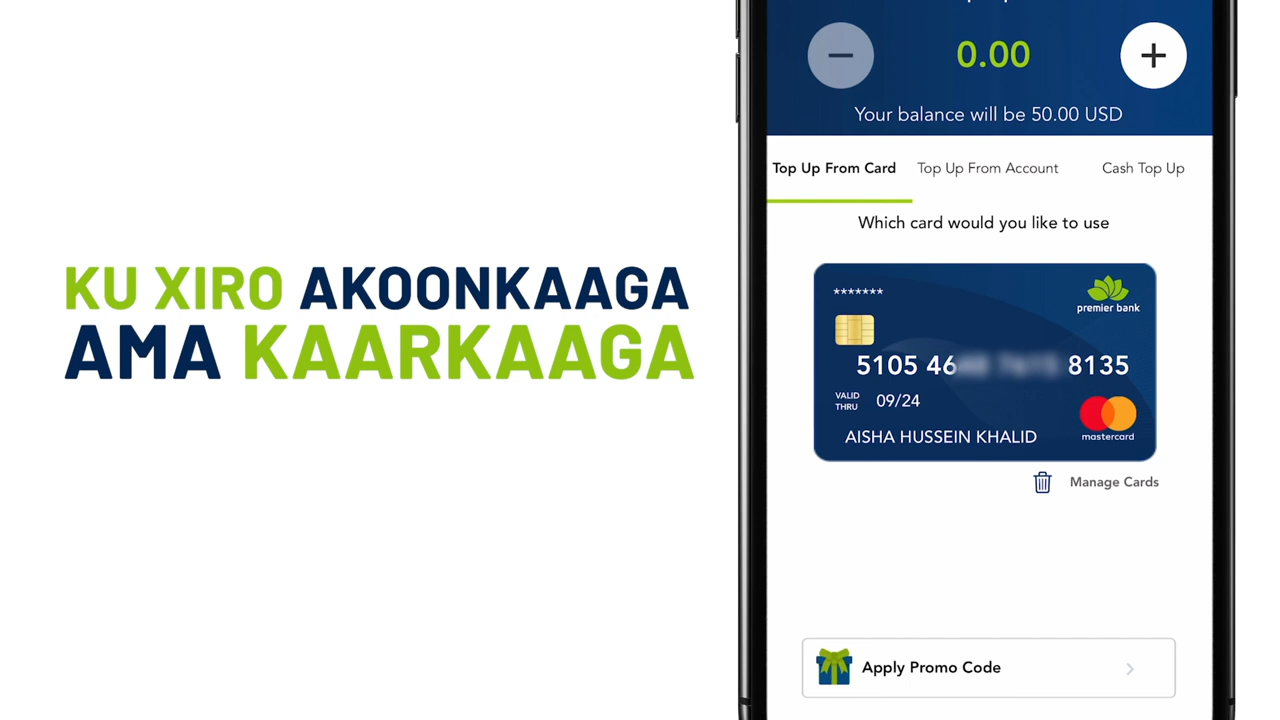 KU XIRO AKOONKAAGA
AMA KAARKAAGA
0.00
Your balance will be 50.00 USD
Top Up From Card
Top Up From Account
Cash Top Up
Which card would you like to use
*******
premier bank
5105 46 8135
VALID THRU 09/24
AISHA HUSSEIN KHALID
mastercard
Manage Cards
Apply Promo Code